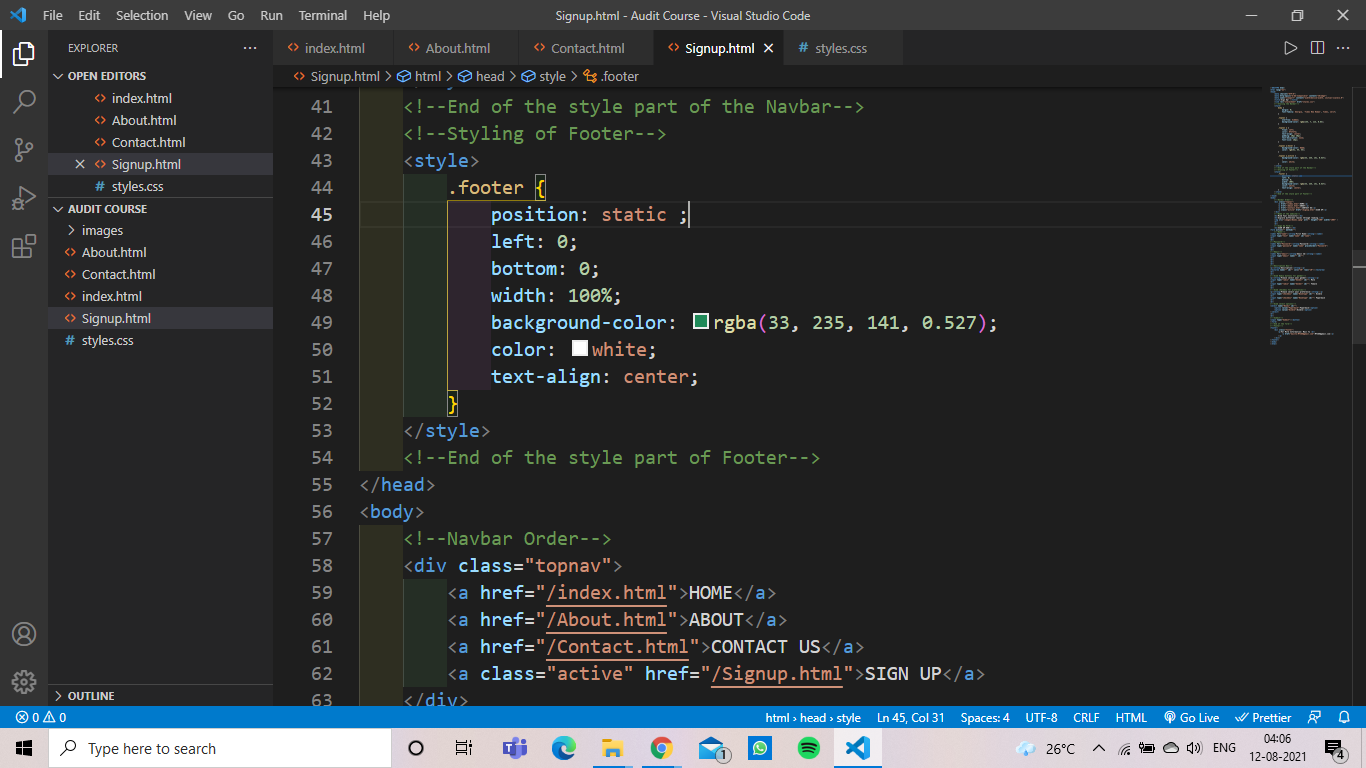 File Edit Selection View Go Run Terminal Help Signup.html - Audit Course - Visual Studio Code
EXPLORER
index.html About.html Contact.html Signup.html # styles.css
OPEN EDITORS
index.html
About.html
Contact.html
Signup.html
# styles.css
AUDIT COURSE
images
About.html
Contact.html
index.html
Signup.html
# styles.css
OUTLINE
Signup.html > html > head > style > .footer
41 <!--End of the style part of the Navbar-->
42 <!--Styling of Footer-->
43 <style>
44 .footer {
45 position: static ;
46 left: 0;
47 bottom: 0;
48 width: 100%;
49 background-color: rgba(33, 235, 141, 0.527);
50 color: white;
51 text-align: center;
52 }
53 </style>
54 <!--End of the style part of Footer-->
55 </head>
56 <body>
57 <!--Navbar Order-->
58 <div class="topnav">
59 <a href="/index.html">HOME</a>
60 <a href="/About.html">ABOUT</a>
61 <a href="/Contact.html">CONTACT US</a>
62 <a class="active" href="/Signup.html">SIGN UP</a>
63 </div>
0 0 html › head › style Ln 45, Col 31 Spaces: 4 UTF-8 CRLF HTML Go Live Prettier
Type here to search 1 26°C ENG 04:06
12-08-2021 4